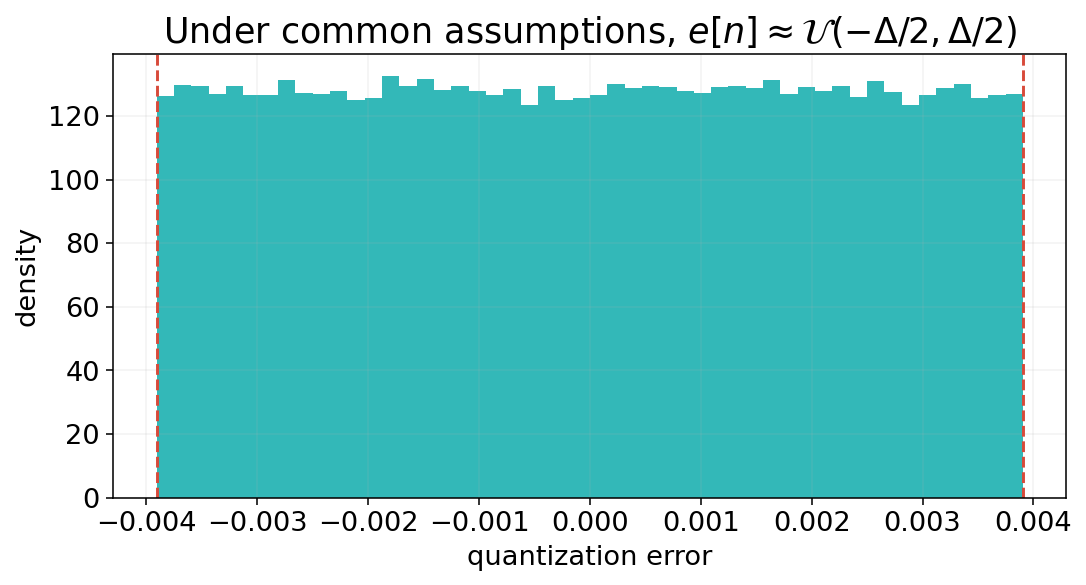 Under common assumptions, e[n] ≈ 𝒰(−Δ/2, Δ/2)
density
120
100
80
60
40
20
0
−0.004 −0.003 −0.002 −0.001 0.000 0.001 0.002 0.003 0.004
quantization error